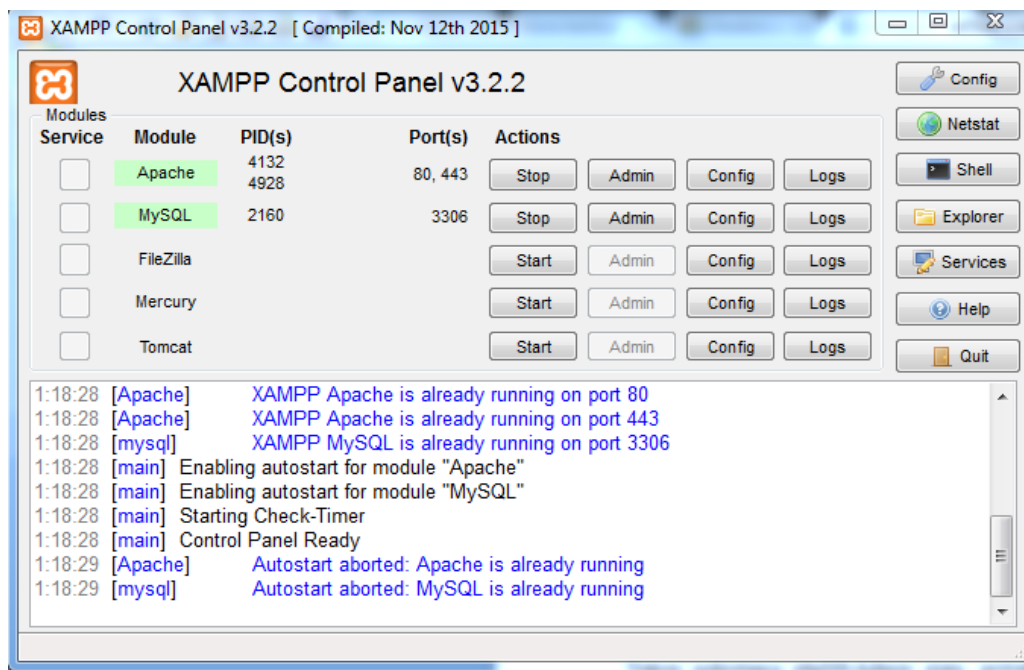 XAMPP Control Panel v3.2.2 [ Compiled: Nov 12th 2015 ]
XAMPP Control Panel v3.2.2
Config
Modules
Service Module PID(s) Port(s) Actions
Netstat
Apache 4132 4928 80, 443 Stop Admin Config Logs
Shell
MySQL 2160 3306 Stop Admin Config Logs
Explorer
FileZilla Start Admin Config Logs
Services
Mercury Start Admin Config Logs
Help
Tomcat Start Admin Config Logs
Quit
1:18:28 [Apache] XAMPP Apache is already running on port 80
1:18:28 [Apache] XAMPP Apache is already running on port 443
1:18:28 [mysql] XAMPP MySQL is already running on port 3306
1:18:28 [main] Enabling autostart for module "Apache"
1:18:28 [main] Enabling autostart for module "MySQL"
1:18:28 [main] Starting Check-Timer
1:18:28 [main] Control Panel Ready
1:18:29 [Apache] Autostart aborted: Apache is already running
1:18:29 [mysql] Autostart aborted: MySQL is already running